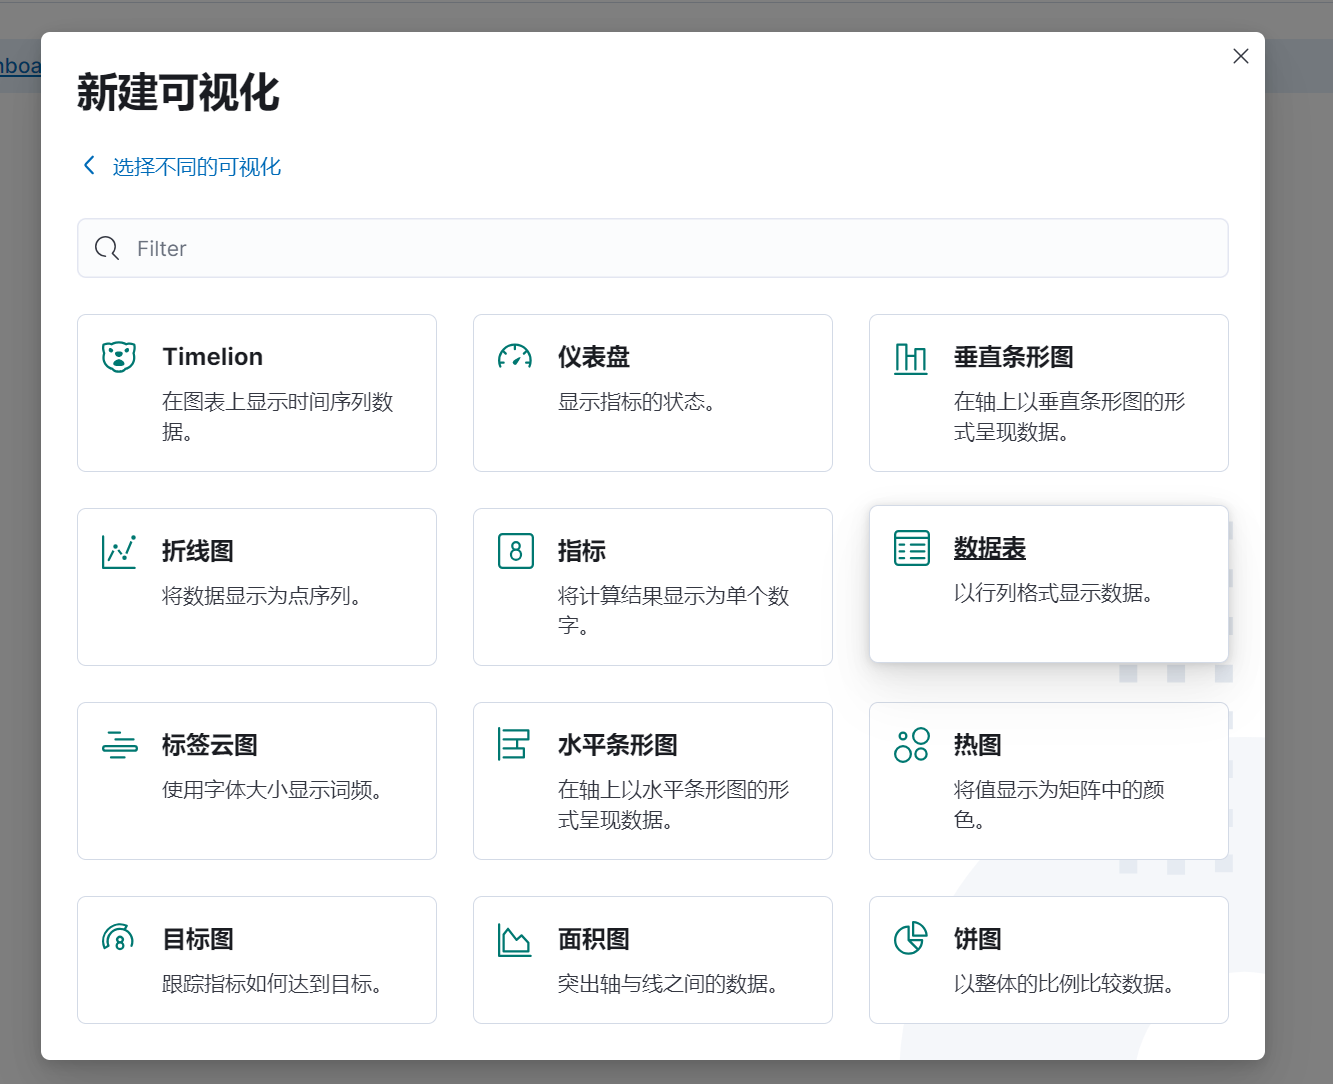 新建可视化
选择不同的可视化
Filter
Timelion
在图表上显示时间序列数
据。
仪表盘
显示指标的状态。
垂直条形图
在轴上以垂直条形图的形
式呈现数据。
折线图
将数据显示为点序列。
8
指标
将计算结果显示为单个数
字。
数据表
以行列格式显示数据。
标签云图
使用字体大小显示词频。
水平条形图
在轴上以水平条形图的形
式呈现数据。
热图
将值显示为矩阵中的颜
色。
8
目标图
跟踪指标如何达到目标。
面积图
突出轴与线之间的数据。
饼图
以整体的比例比较数据。